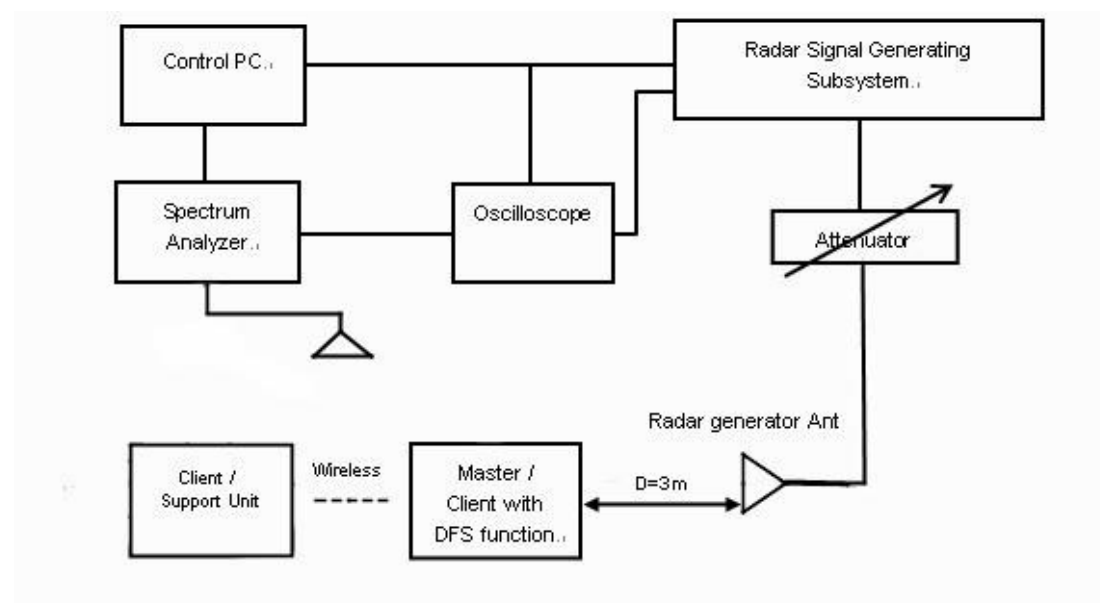 Control PC
Radar Signal Generating
Subsystem
Spectrum
Analyzer
Oscilloscope
Attenuator
Radar generator Ant
Client /
Support Unit
Wireless
Master /
Client with
DFS function
D=3m